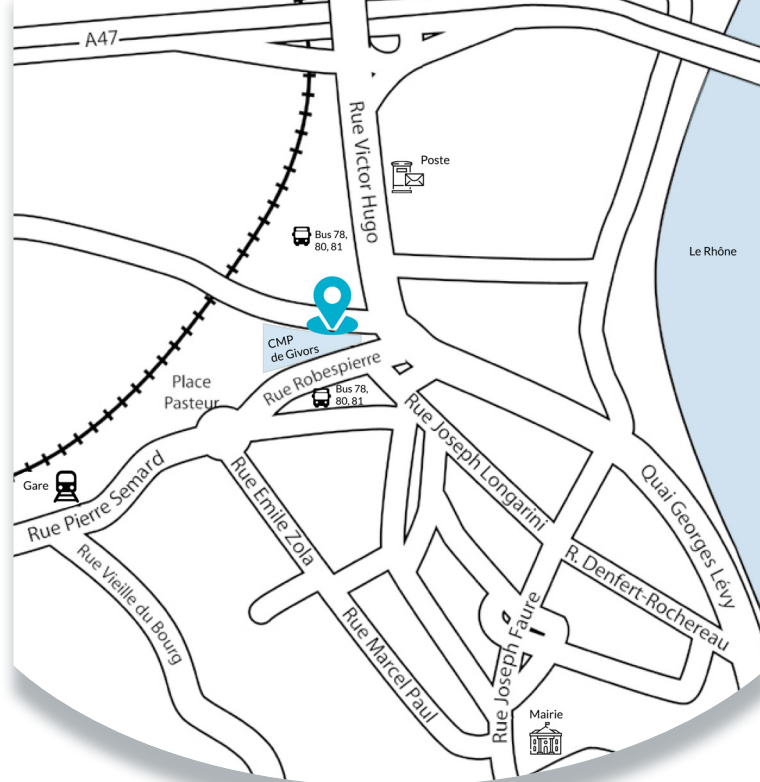 A47
Rue Victor Hugo
Poste
Bus 78,
80, 81
Le Rhône
CMP
de Givors
Rue Robespierre
Place
Pasteur
Bus 78,
80, 81
Rue Joseph Longarini
Gare
Rue Pierre Semard
Rue Emile Zola
Quai Georges Lévy
R. Denfert-Rochereau
Rue Vieille du Bourg
Rue Marcel Paul
Rue Joseph Faure
Mairie